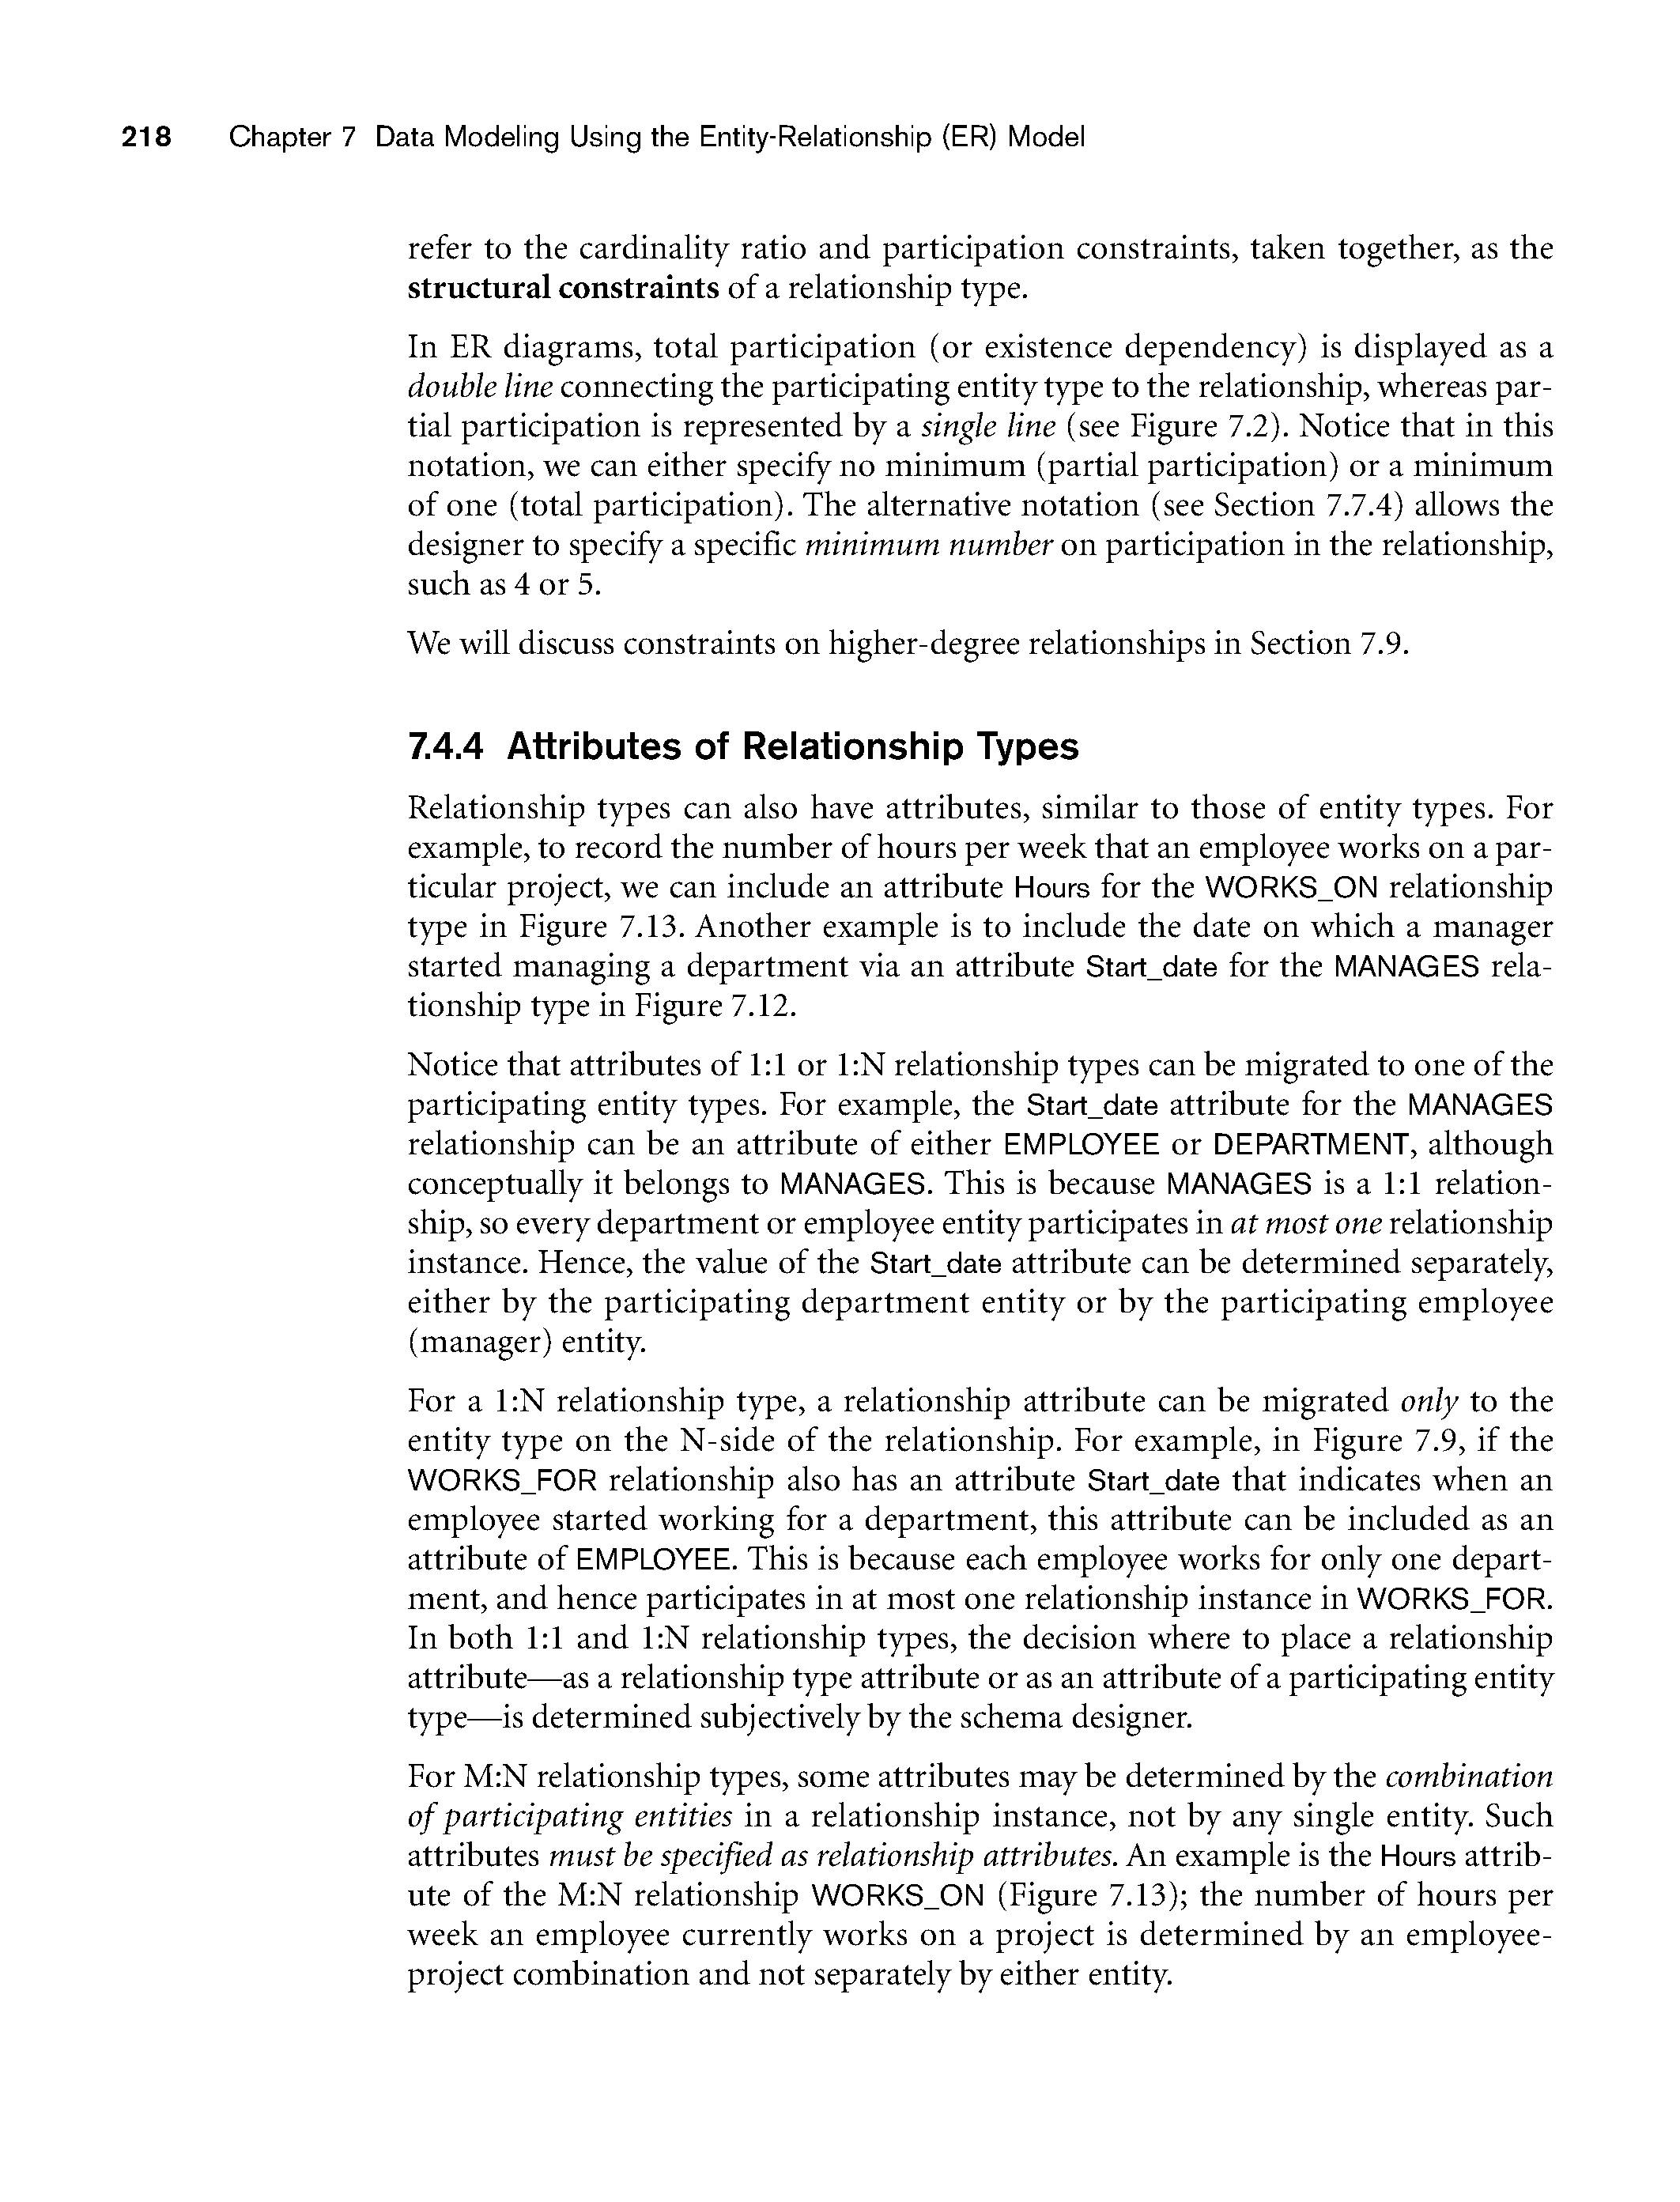 218 Chapter 7 Data Modeling Using the Entity-Relationship (ER) Model
refer to the cardinality ratio and participation constraints, taken together, as the
structural constraints of a relationship type.
In ER diagrams, total participation (or existence dependency) is displayed as a
double line connecting the participating entity type to the relationship, whereas par-
tial participation is represented by a single line (see Figure 7.2). Notice that in this
notation, we can either specify no minimum (partial participation) or a minimum
of one (total participation). The alternative notation (see Section 7.7.4) allows the
designer to specify a specific minimum number on participation in the relationship,
such as 4 or 5.
We will discuss constraints on higher-degree relationships in Section 7.9.
7.4.4 Attributes of Relationship Types
Relationship types can also have attributes, similar to those of entity types. For
example, to record the number of hours per week that an employee works on a par-
ticular project, we can include an attribute Hours for the WORKS_ON relationship
type in Figure 7.13. Another example is to include the date on which a manager
started managing a department via an attribute Start_date for the MANAGES rela-
tionship type in Figure 7.12.
Notice that attributes of 1:1 or 1:N relationship types can be migrated to one of the
participating entity types. For example, the Start_date attribute for the MANAGES
relationship can be an attribute of either EMPLOYEE or DEPARTMENT, although
conceptually it belongs to MANAGES. This is because MANAGES is a 1:1 relation-
ship, so every department or employee entity participates in at most one relationship
instance. Hence, the value of the Start_date attribute can be determined separately,
either by the participating department entity or by the participating employee
(manager) entity.
For a 1:N relationship type, a relationship attribute can be migrated only to the
entity type on the N-side of the relationship. For example, in Figure 7.9, if the
WORKS_FOR relationship also has an attribute Start_date that indicates when an
employee started working for a department, this attribute can be included as an
attribute of EMPLOYEE. This is because each employee works for only one depart-
ment, and hence participates in at most one relationship instance in WORKS_FOR.
In both 1:1 and 1:N relationship types, the decision where to place a relationship
attribute—as a relationship type attribute or as an attribute of a participating entity
type—is determined subjectively by the schema designer.
For M:N relationship types, some attributes may be determined by the combination
of participating entities in a relationship instance, not by any single entity. Such
attributes must be specified as relationship attributes. An example is the Hours attrib-
ute of the M:N relationship WORKS_ON (Figure 7.13); the number of hours per
week an employee currently works on a project is determined by an employee-
project combination and not separately by either entity.